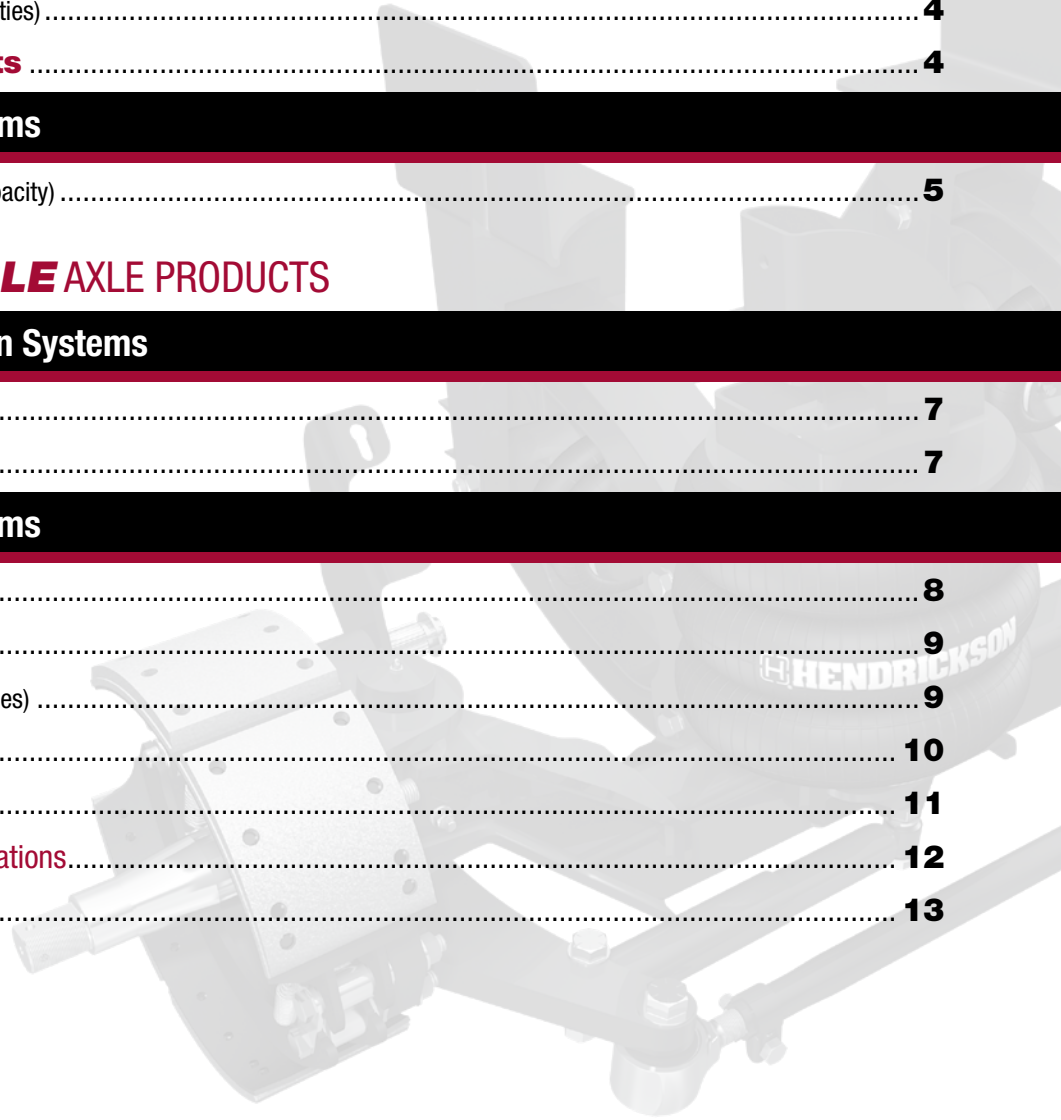 ties) .......... 4
ts .......... 4
ms
pacity) .......... 5
LE AXLE PRODUCTS
n Systems
.......... 7
.......... 7
ms
.......... 8
.......... 9
es) .......... 9
.......... 10
.......... 11
ations .......... 12
.......... 13
H HENDRICKSON